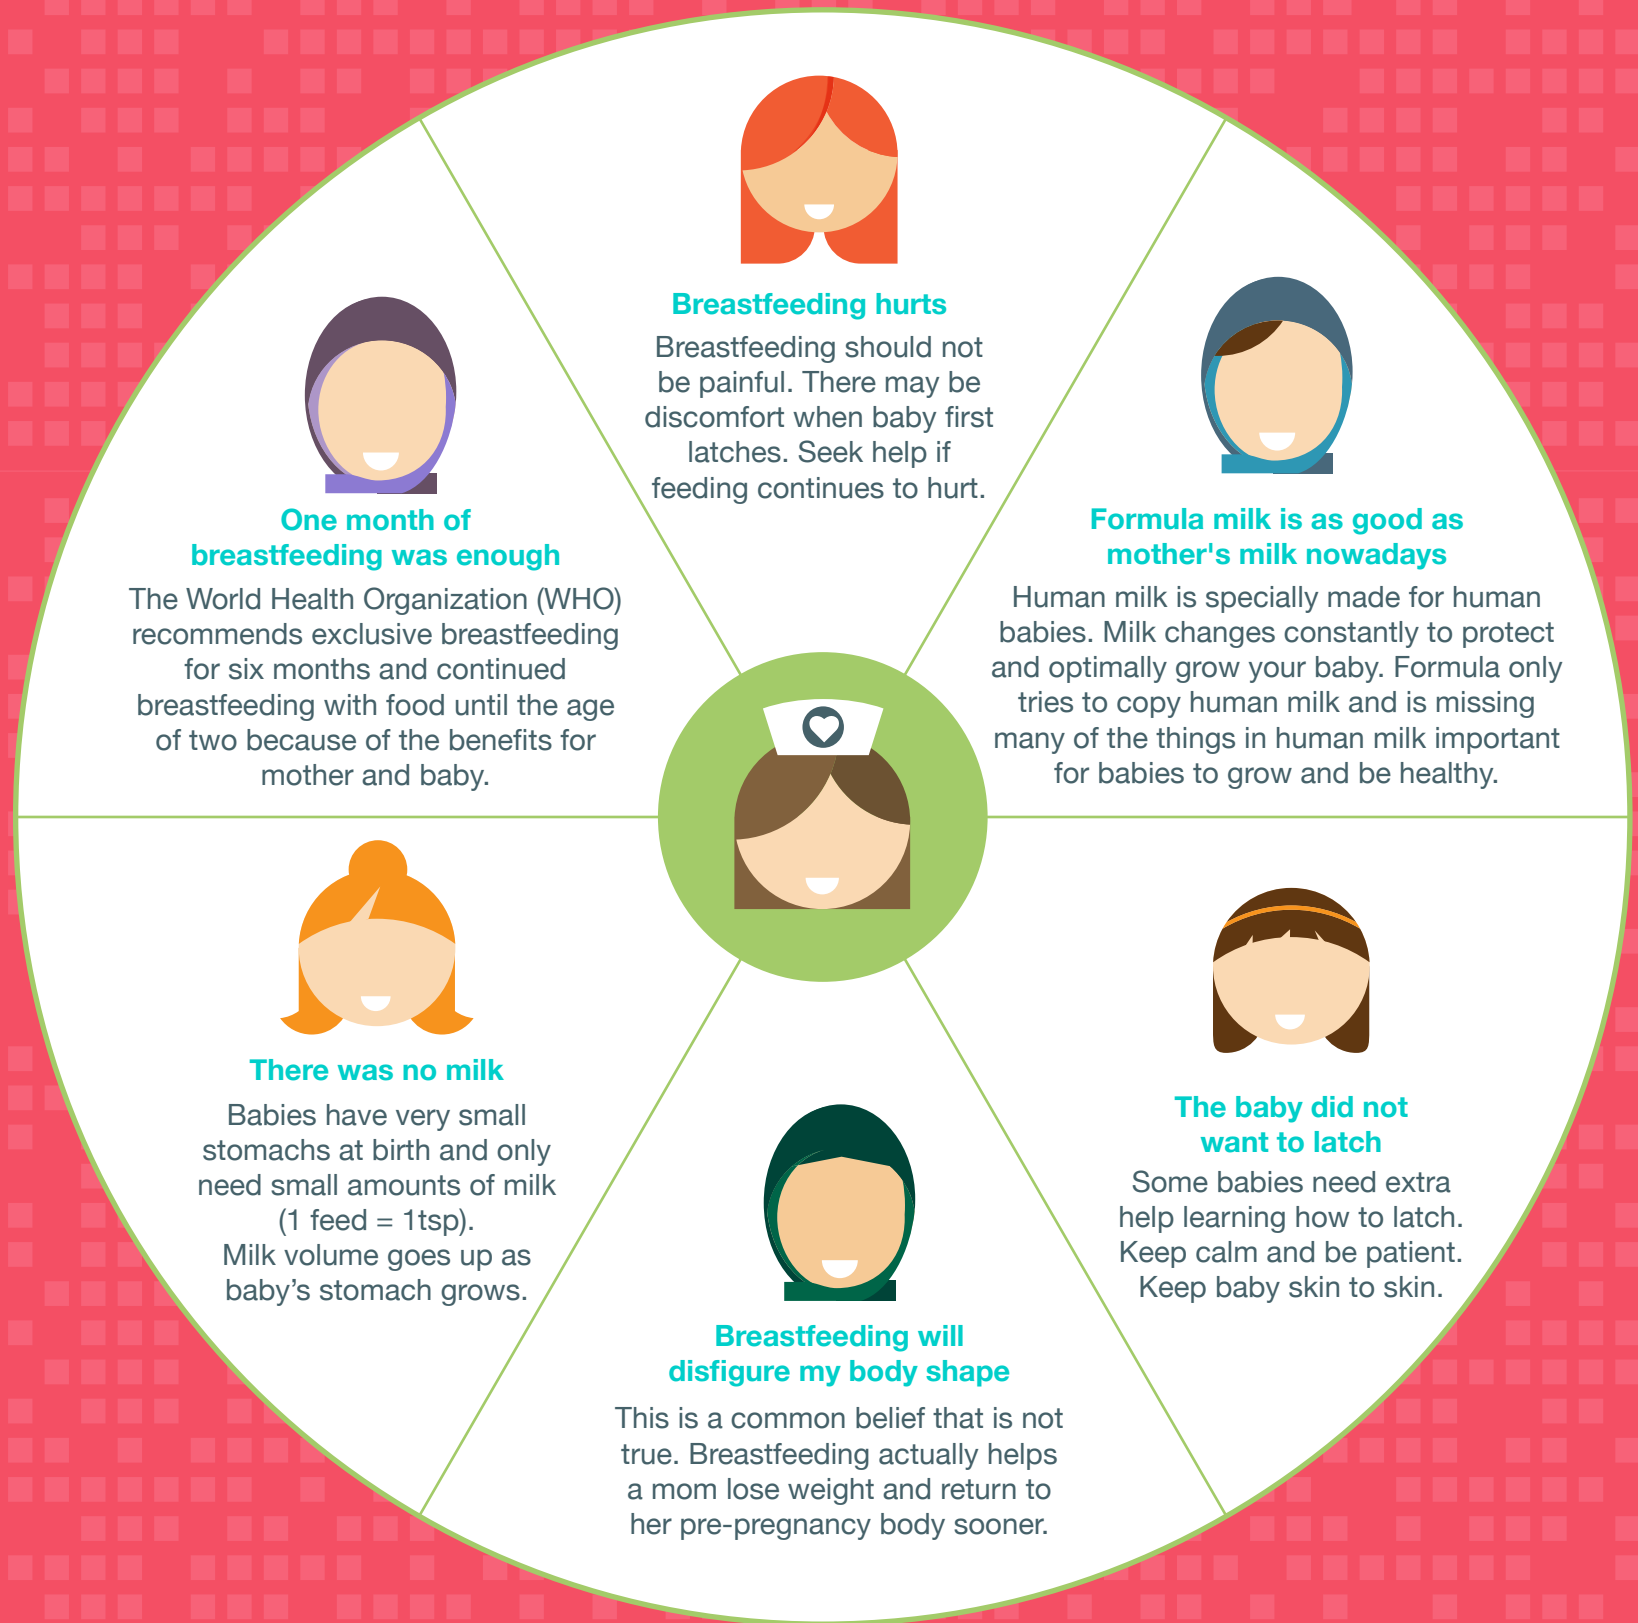 Breastfeeding hurts
Breastfeeding should not
be painful. There may be
discomfort when baby first
latches. Seek help if
feeding continues to hurt.
Formula milk is as good as
mother's milk nowadays
Human milk is specially made for human
babies. Milk changes constantly to protect
and optimally grow your baby. Formula only
tries to copy human milk and is missing
many of the things in human milk important
for babies to grow and be healthy.
The baby did not
want to latch
Some babies need extra
help learning how to latch.
Keep calm and be patient.
Keep baby skin to skin.
Breastfeeding will
disfigure my body shape
This is a common belief that is not
true. Breastfeeding actually helps
a mom lose weight and return to
her pre-pregnancy body sooner.
There was no milk
Babies have very small
stomachs at birth and only
need small amounts of milk
(1 feed = 1tsp).
Milk volume goes up as
baby’s stomach grows.
One month of
breastfeeding was enough
The World Health Organization (WHO)
recommends exclusive breastfeeding
for six months and continued
breastfeeding with food until the age
of two because of the benefits for
mother and baby.